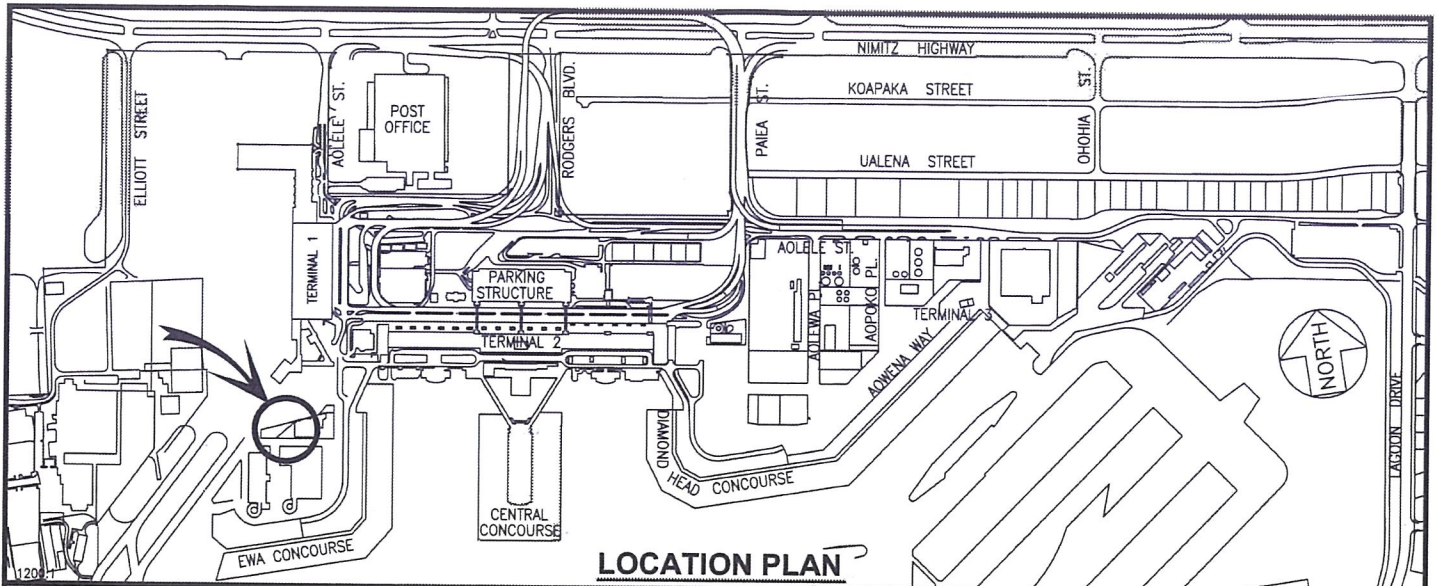 NIMITZ HIGHWAY
KOAPAKA STREET
UALENA STREET
ELLIOTT STREET
AOLELE ST.
POST
OFFICE
RODGERS BLVD.
PAIEA ST.
OHOHIA ST.
TERMINAL 1
PARKING
STRUCTURE
TERMINAL 2
AOLELE ST.
AOLEWA PL.
AOPOKO PL.
TERMINAL 3
AOWENA WAY
NORTH
LAGOON DRIVE
DIAMOND
HEAD CONCOURSE
CENTRAL
CONCOURSE
EWA CONCOURSE
LOCATION PLAN